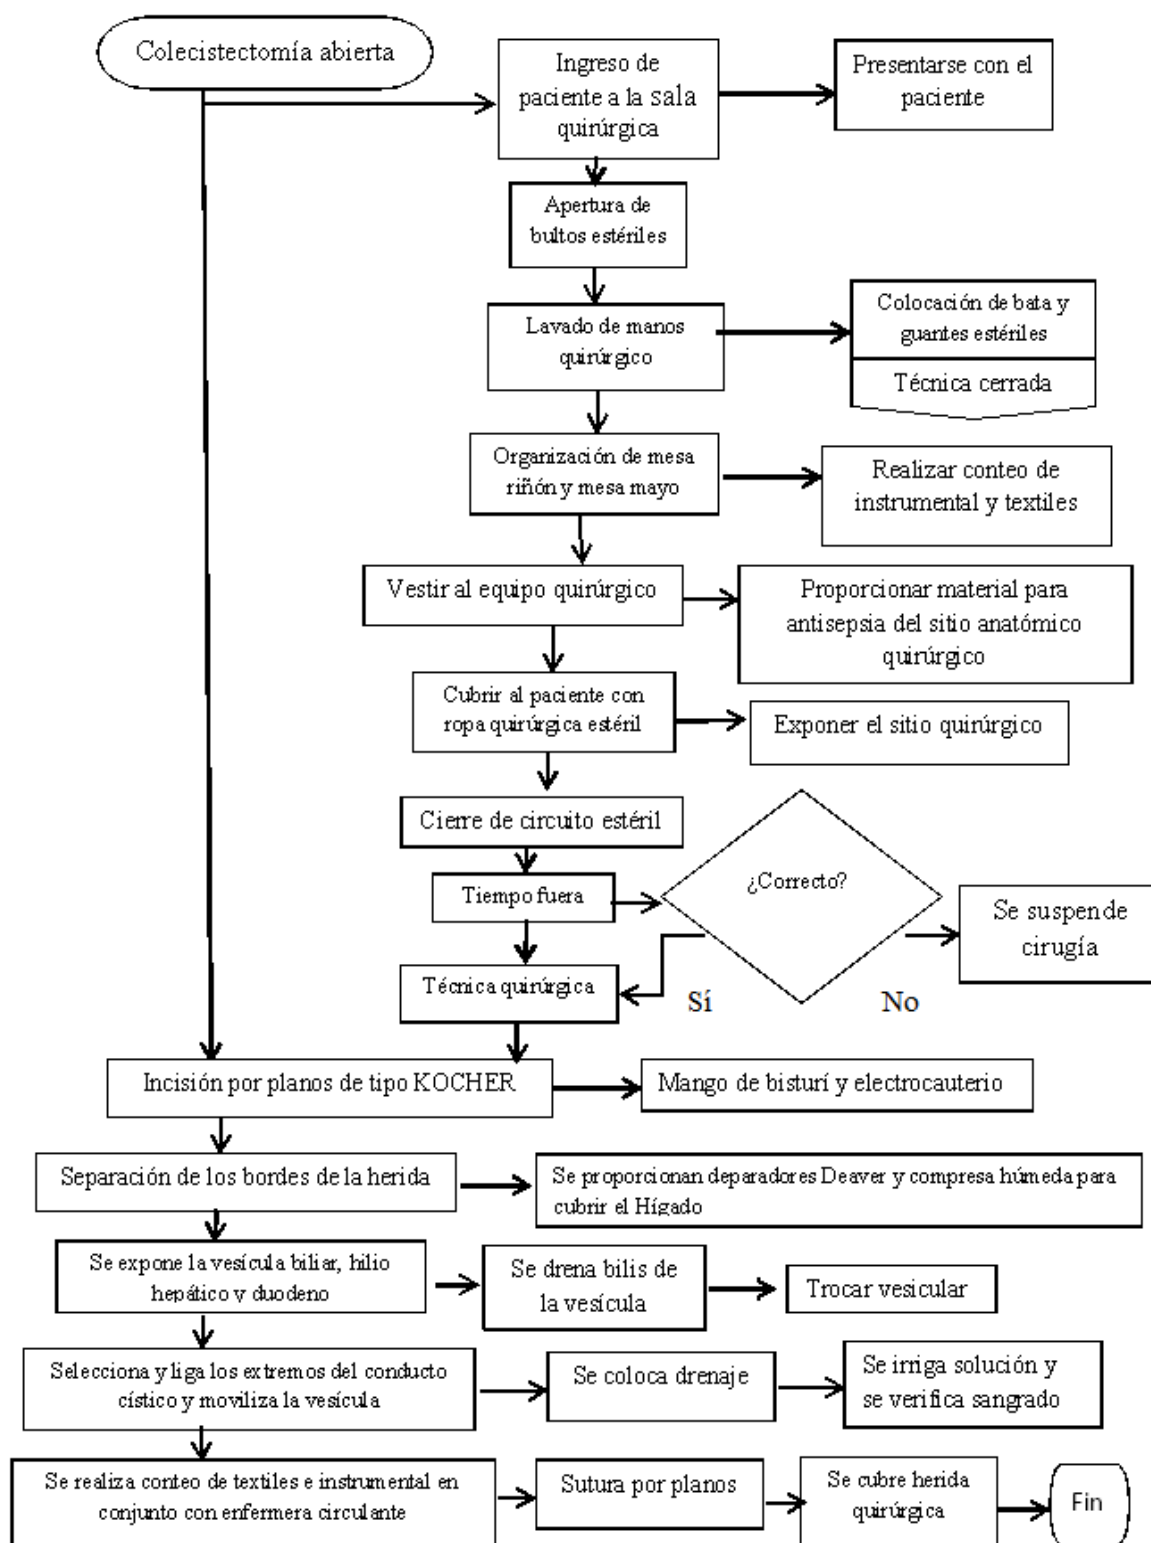 Colecistectomía abierta
Ingreso de
paciente a la sala
quirúrgica
Presentarse con el
paciente
Apertura de
bultos estériles
Lavado de manos
quirúrgico
Colocación de bata y
guantes estériles
Técnica cerrada
Organización de mesa
riñón y mesa mayo
Realizar conteo de
instrumental y textiles
Vestir al equipo quirúrgico
Proporcionar material para
antisepsia del sitio anatómico
quirúrgico
Cubrir al paciente con
ropa quirúrgica estéril
Exponer el sitio quirúrgico
Cierre de circuito estéril
Tiempo fuera
¿Correcto?
Se suspende
cirugía
Técnica quirúrgica
Sí
No
Incisión por planos de tipo KOCHER
Mango de bisturí y electrocauterio
Separación de los bordes de la herida
Se proporcionan deparadores Deaver y compresa húmeda para
cubrir el Hígado
Se expone la vesícula biliar, hilio
hepático y duodeno
Se drena bilis de
la vesícula
Trocar vesicular
Selecciona y liga los extremos del conducto
cístico y moviliza la vesícula
Se coloca drenaje
Se irriga solución y
se verifica sangrado
Se realiza conteo de textiles e instrumental en
conjunto con enfermera circulante
Sutura por planos
Se cubre herida
quirúrgica
Fin